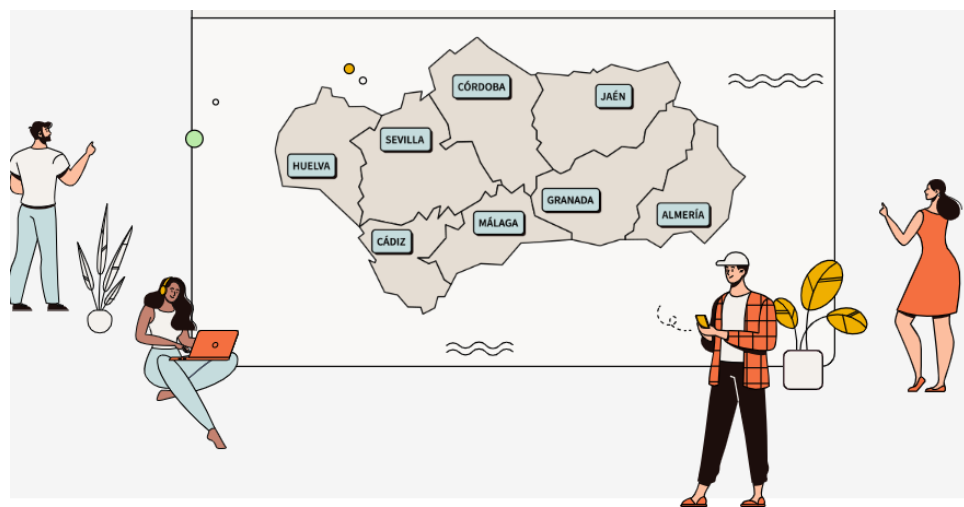 CÓRDOBA
JAÉN
SEVILLA
HUELVA
GRANADA
ALMERÍA
MÁLAGA
CÁDIZ